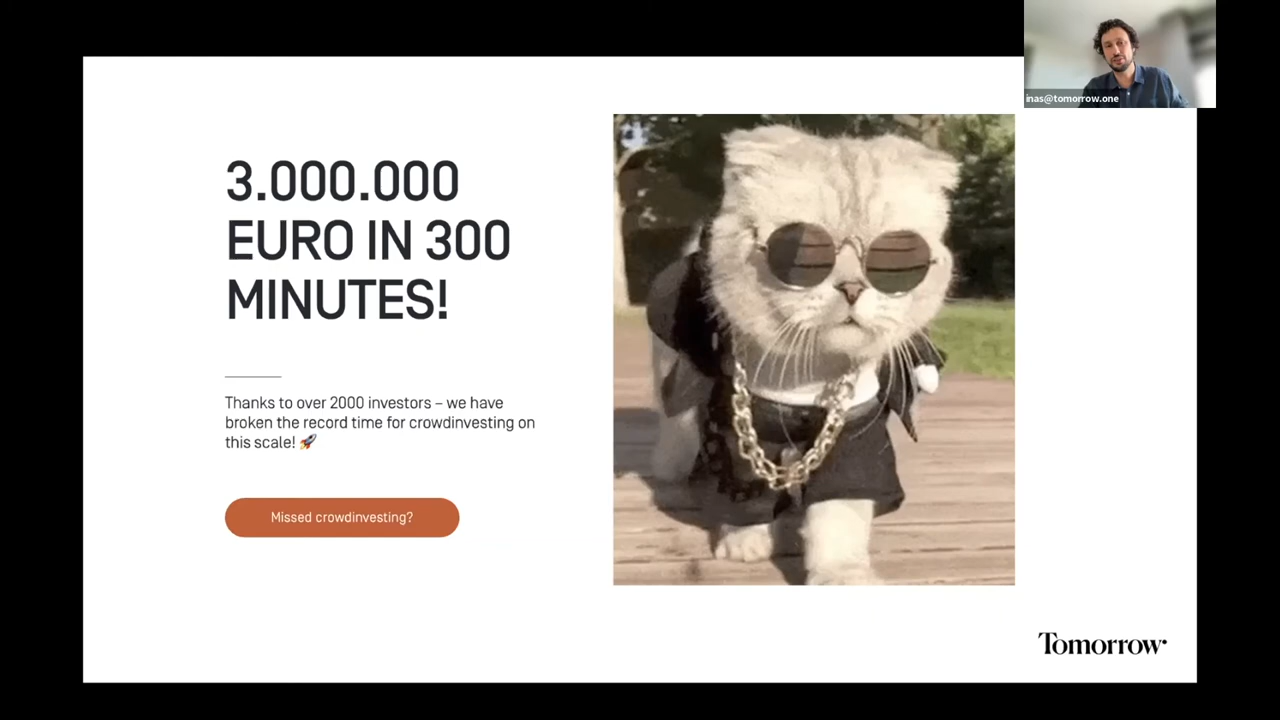 inas@tomorrow.one
3.000.000
EURO IN 300
MINUTES!
Thanks to over 2000 investors – we have
broken the record time for crowdinvesting on
this scale! 🚀
Missed crowdinvesting?
Tomorrow